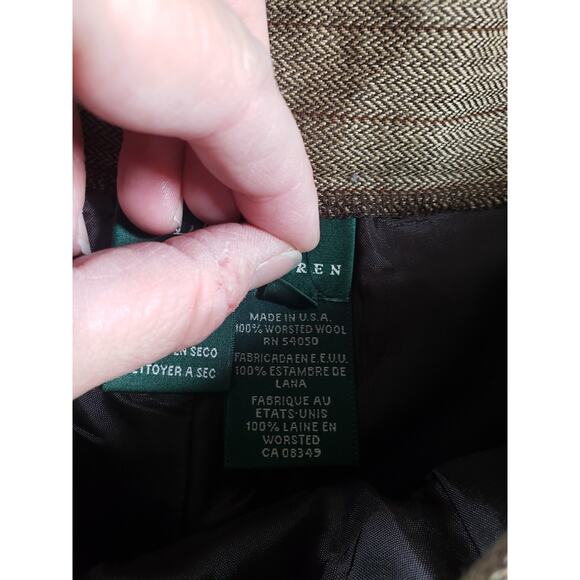 REN
MADE IN U.S.A.
100% WORSTED WOOL
RN 54050
FABRICADA EN E.E.U.U.
100% ESTAMBRE DE
LANA
FABRIQUE AU
ETATS-UNIS
100% LAINE EN
WORSTED
CA 08349
EN SECO
ETTOYER A SEC